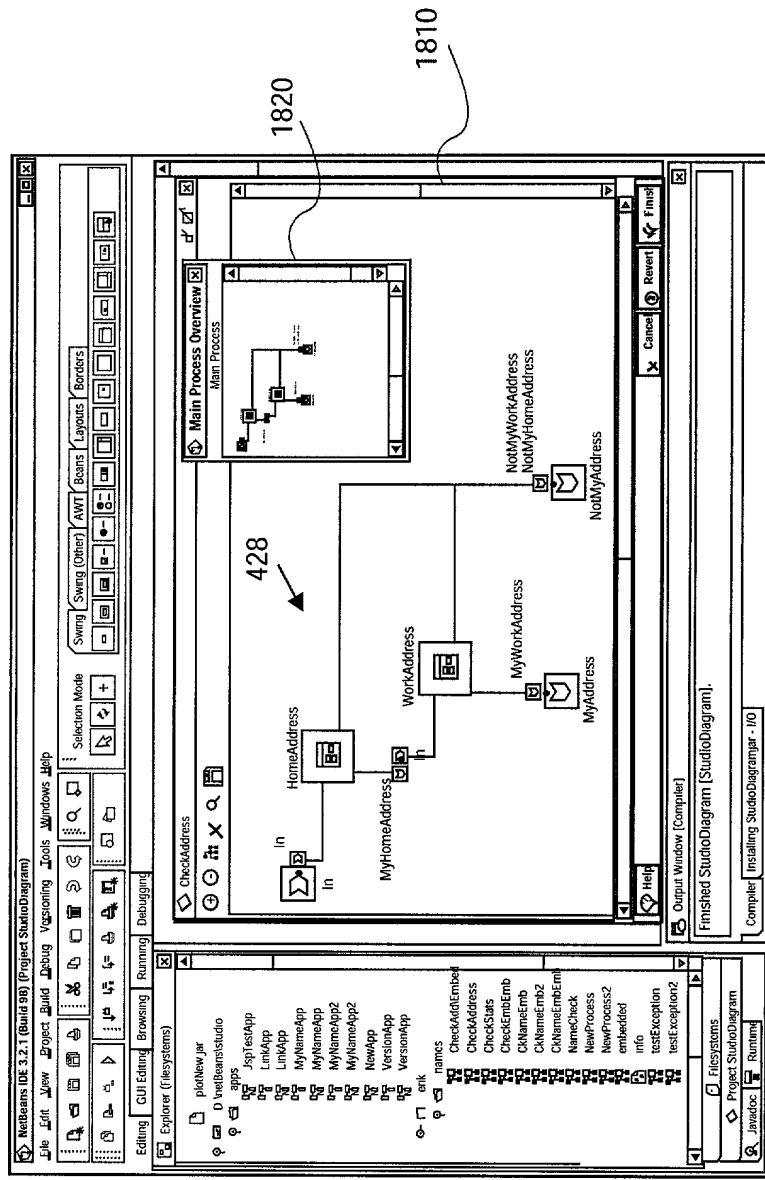 NetBeans IDE 3.2.1 (Build 98) (Project StudioDiagram)
File Edit View Project Build Debug Versioning Tools Windows Help
Selection Mode
Swing Swing (Other) AWT Beans Layouts Borders
Editing GUI Editing Browsing Running Debugging
Explorer (Filesystems)
plotNew jar
D \netBeans\studio
apps
JspTestApp
LinkApp
LinkApp
MyNameApp
MyNameApp
MyNameApp2
MyNameApp2
NewApp
VersionApp
VersionApp
erik
names
CheckAdd\Embed
CheckAddress
CheckStats
CheckEmbEmb
CkNameEmb
CkNameEmb2
CkNameEmbEmb
NameCheck
NewProcess
NewProcess2
embedded
info
testException
testException2
Filesystems
Project StudioDiagram
Javadoc Runtime
CheckAddress
In
In
HomeAddress
428
MyHomeAddress
In
WorkAddress
MyWorkAddress
MyAddress
NotMyWorkAddress
NotMyHomeAddress
NotMyAddress
Main Process Overview
Main Process
1820
1810
Help
Cancel
Revert
Finish
Output Window [Compiler]
Finished StudioDiagram [StudioDiagram].
Compiler Installing StudioDiagramjar - I/O